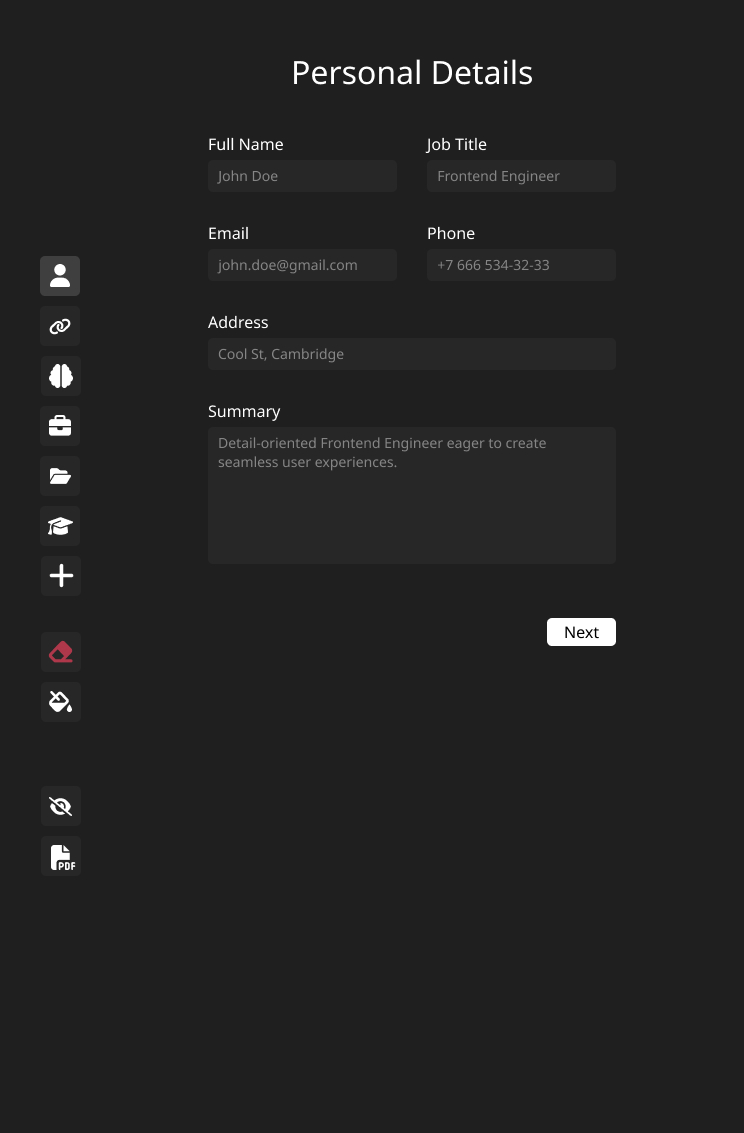 Personal Details
Full Name
Job Title
John Doe
Frontend Engineer
Email
Phone
john.doe@gmail.com
+7 666 534-32-33
Address
Cool St, Cambridge
Summary
Detail-oriented Frontend Engineer eager to create
seamless user experiences.
Next
PDF